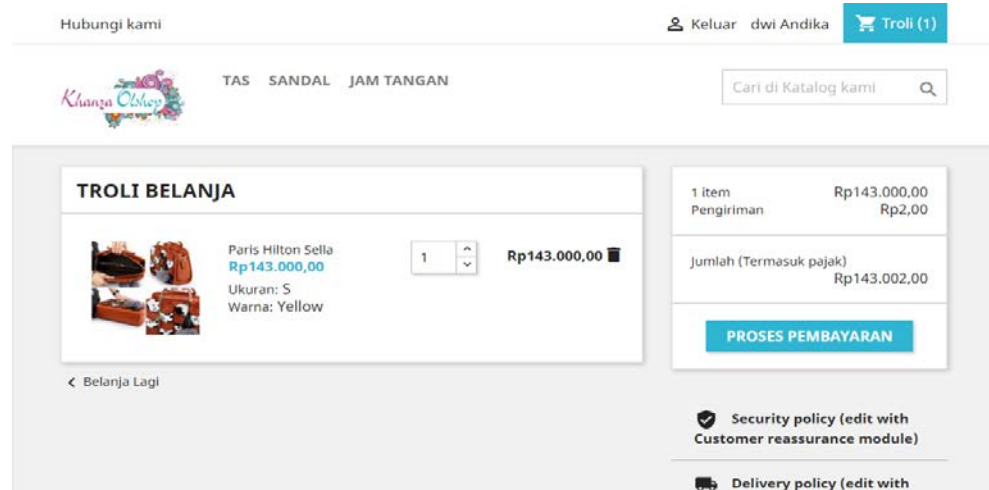 Hubungi kami
Keluar dwi Andika Troli (1)
Khanza Olshop
TAS SANDAL JAM TANGAN
Cari di Katalog kami
TROLI BELANJA
Paris Hilton Sella
Rp143.000,00
Ukuran: S
Warna: Yellow
1
Rp143.000,00
1 item Rp143.000,00
Pengiriman Rp2,00
Jumlah (Termasuk pajak)
Rp143.002,00
PROSES PEMBAYARAN
Belanja Lagi
Security policy (edit with
Customer reassurance module)
Delivery policy (edit with